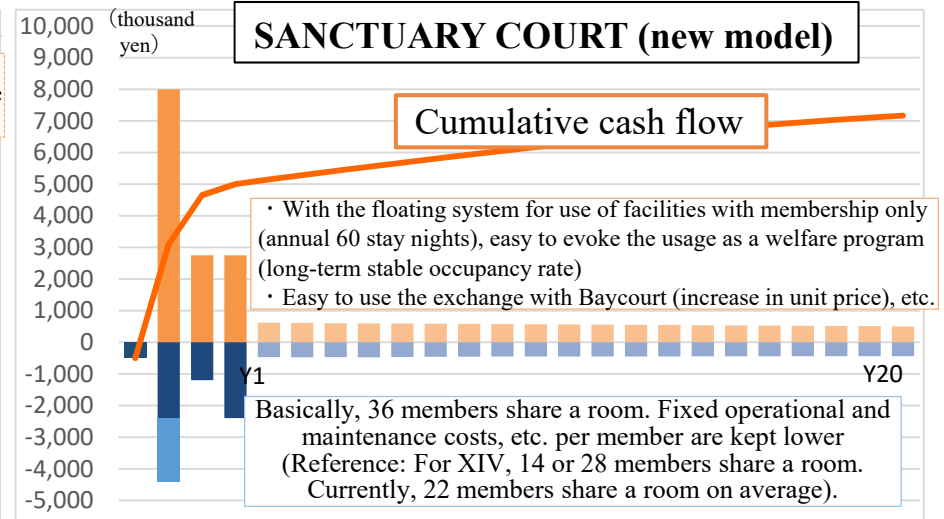 (thousand
yen)
SANCTUARY COURT (new model)
10,000
9,000
8,000
7,000
6,000
5,000
4,000
3,000
2,000
1,000
0
-1,000
-2,000
-3,000
-4,000
-5,000
Cumulative cash flow
・With the floating system for use of facilities with membership only
(annual 60 stay nights), easy to evoke the usage as a welfare program
(long-term stable occupancy rate)
・Easy to use the exchange with Baycourt (increase in unit price), etc.
Y1
Y20
Basically, 36 members share a room. Fixed operational and
maintenance costs, etc. per member are kept lower
(Reference: For XIV, 14 or 28 members share a room.
Currently, 22 members share a room on average).